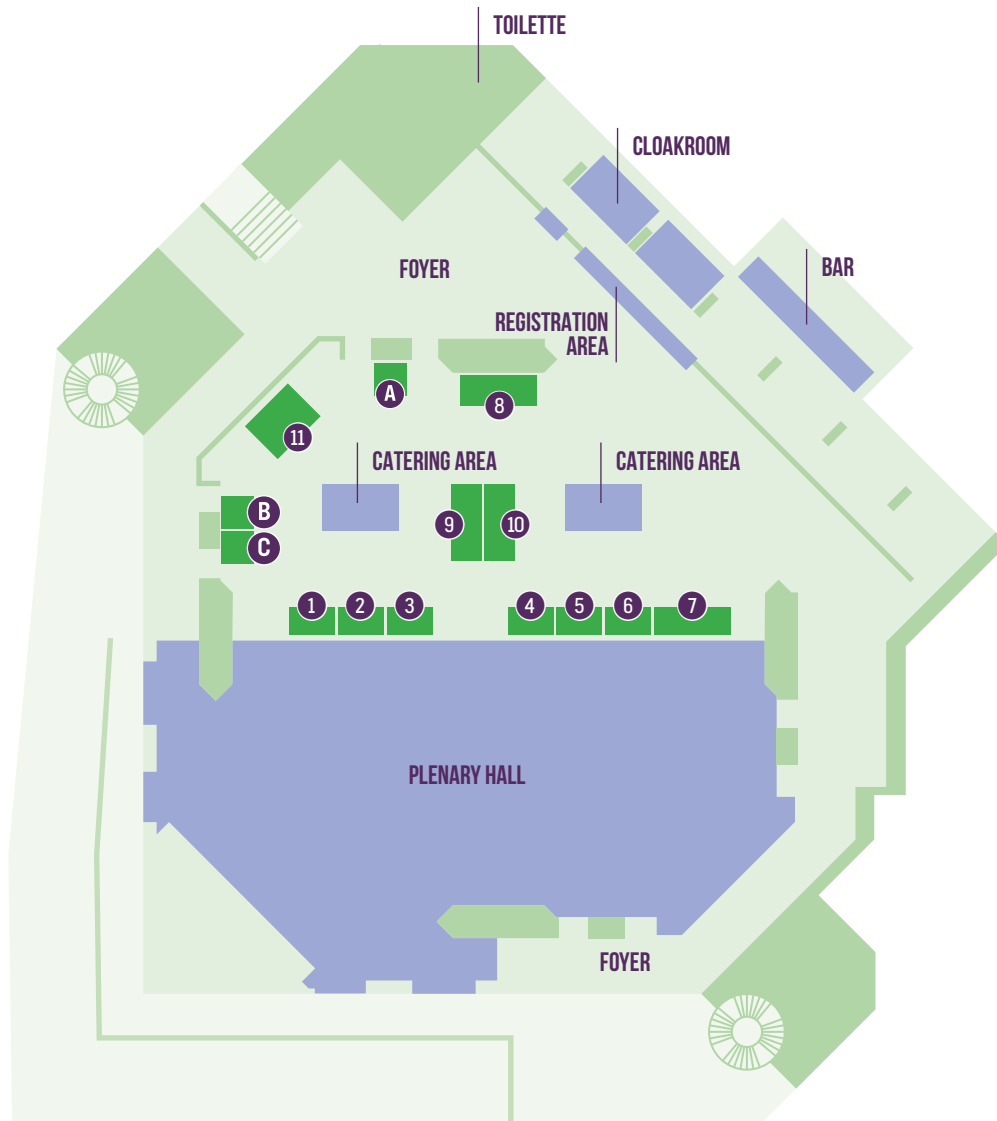 TOILETTE
CLOAKROOM
BAR
FOYER
REGISTRATION
AREA
A
8
11
CATERING AREA
CATERING AREA
B
9
10
C
1
2
3
4
5
6
7
PLENARY HALL
FOYER